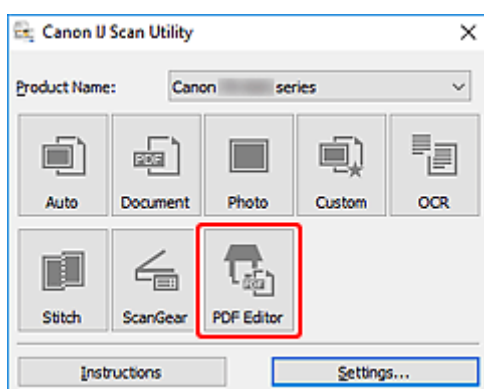 Canon IJ Scan Utility
Product Name: Canon series
Auto Document PDF Photo Custom OCR
Stitch ScanGear PDF PDF Editor
Instructions Settings...